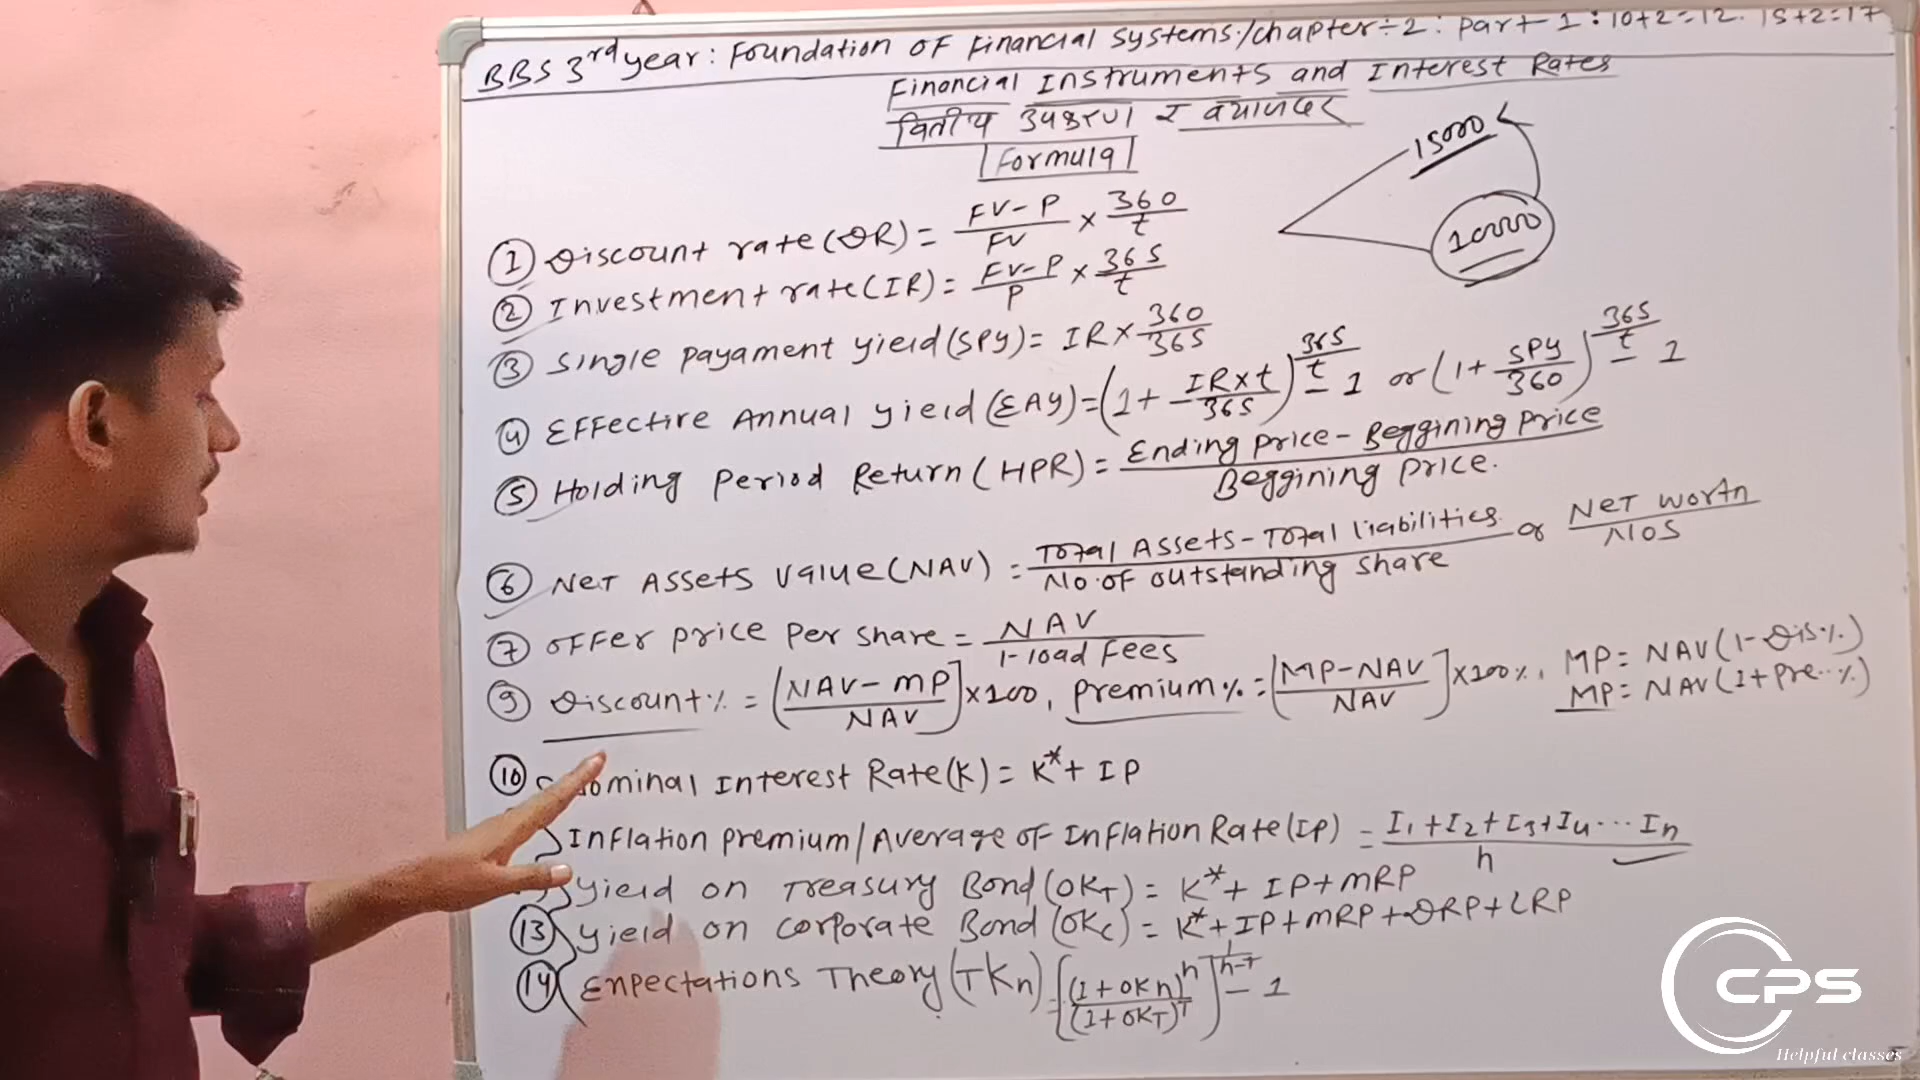 BBS 3rd year: Foundation of Financial systems:/chapter÷2: part-1: 10+2=12. 15+2=17
Financial Instruments and Interest Rates
वित्तीय उपकरण र ब्याजदर
Formula
15000
10000
① Discount rate(DR) = FV-P/FV × 360/t
② Investment rate(IR) = FV-P/P × 365/t
③ Single payament yield(SPY) = IR × 360/365
④ Effective Annual yield (EAY) = (1 + IR×t/365)^365/t - 1 or (1 + SPY/360)^365/t - 1
⑤ Holding Period Return (HPR) = Ending price - Beggining price/Beggining price.
⑥ Net Assets Value(NAV) = Total Assets - Total liabilities/No. of outstanding share or Net Worth/NOS
⑦ offer price per share = NAV/1-load Fees
⑨ Discount% = [NAV-MP/NAV]×100, premium% = [MP-NAV/NAV]×100%, MP = NAV(1-Dis%)
MP = NAV(1+Pre..%)
⑩ ominal Interest Rate(K) = K*+IP
Inflation premium/Average of Inflation Rate(IP) = I1+I2+I3+I4...In/n
yield on Treasury Bond(OKT) = K*+IP+MRP
⑬ yield on corporate Bond (OKc) = K*+IP+MRP+DRP+LRP
⑭ Enpectations Theory (TKn) = [(1+OKn)^n/(1+OKT)^T]^1/n-T - 1
CPS
Helpful classes